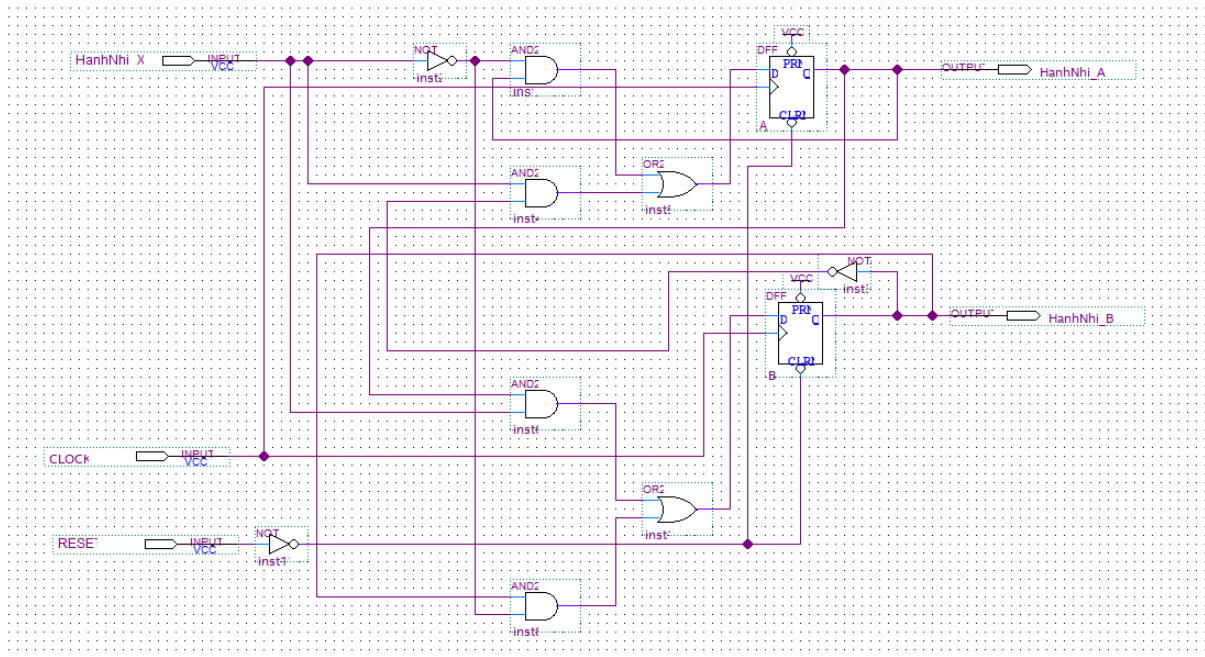 HanhNhi_X
INPUT
VCC
NOT
inst
AND2
ins
VCC
DFF
PRN
D
Q
CLRN
A
OUTPUT
HanhNhi_A
AND2
inst
OR2
inst
NOT
inst
VCC
DFF
PRN
D
Q
CLRN
B
OUTPUT
HanhNhi_B
AND2
inst
CLOCK
INPUT
VCC
OR2
inst
RESET
INPUT
VCC
NOT
inst1
AND2
inst